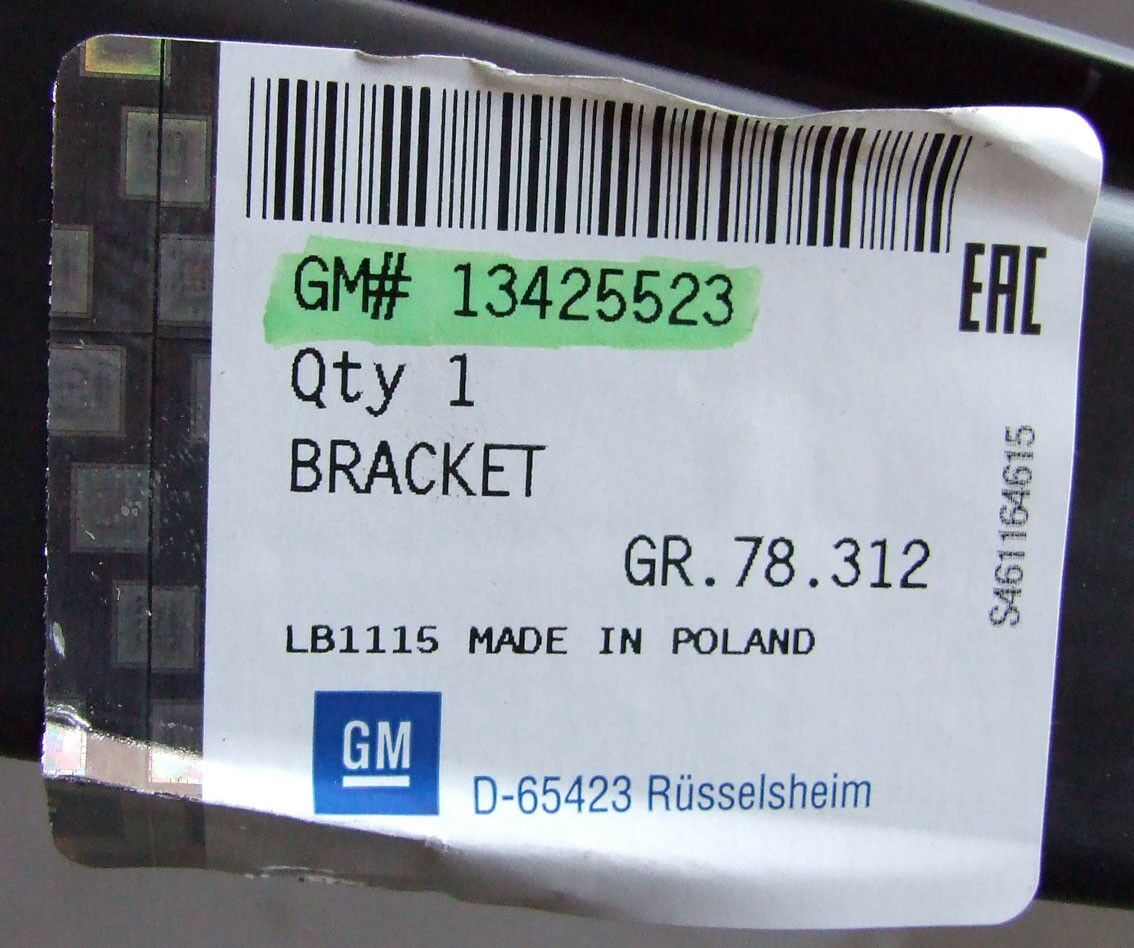 GM# 13425523
EAC
Qty 1
BRACKET
GR.78.312
S461164615
LB1115 MADE IN POLAND
GM
D-65423 Rüsselsheim